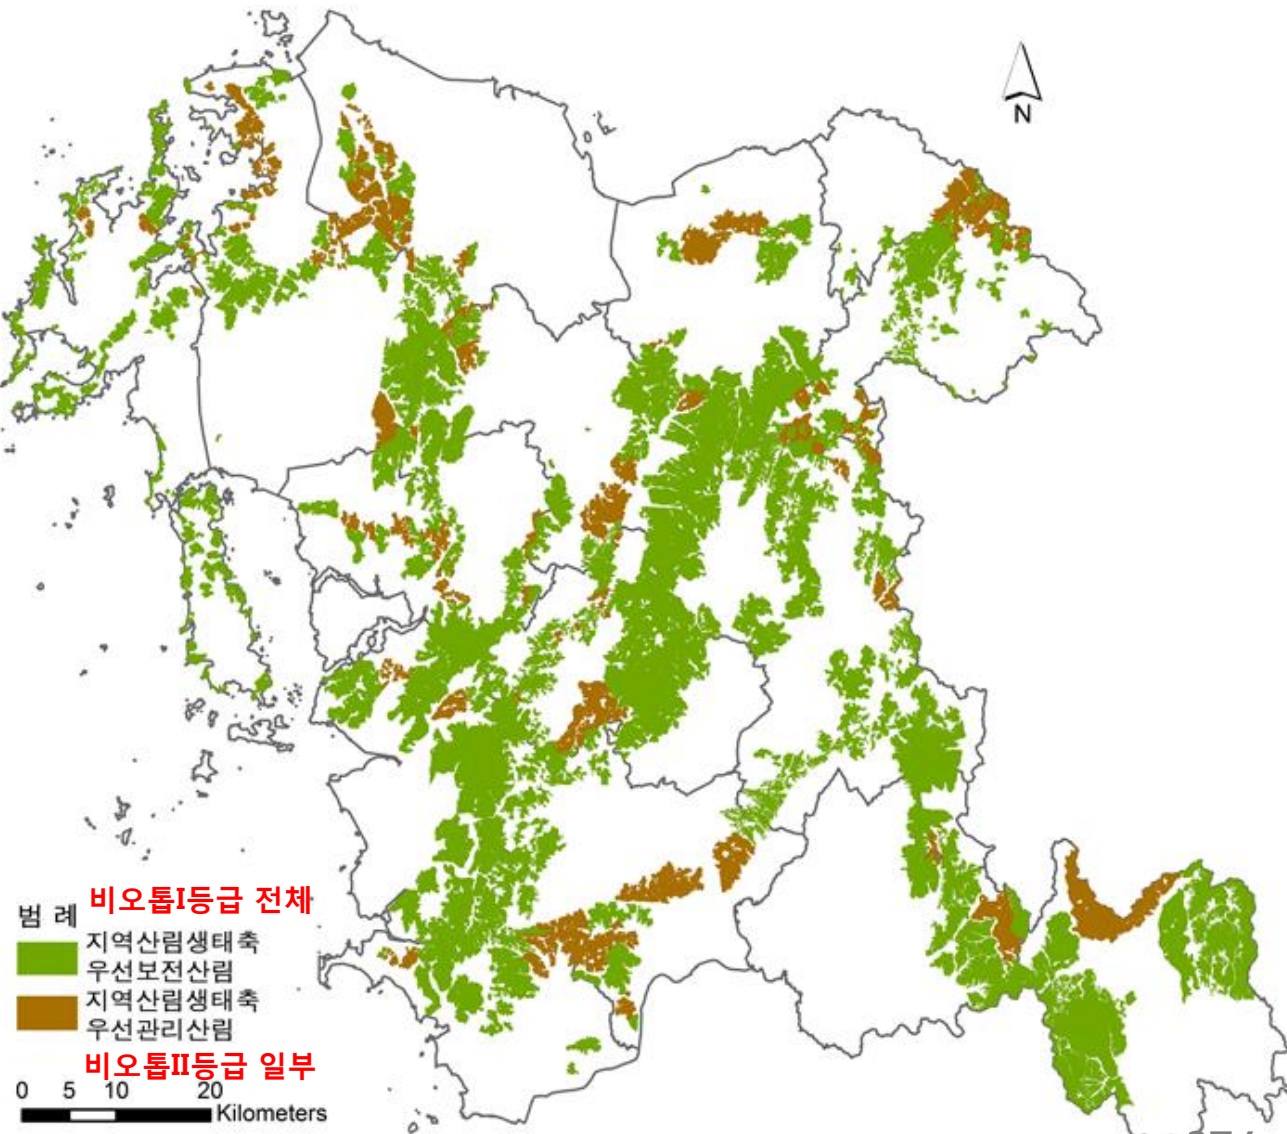 N
비오톱I등급 전체
범 례
지역산림생태축
우선보전산림
지역산림생태축
우선관리산림
비오톱II등급 일부
0 5 10 20
Kilometers